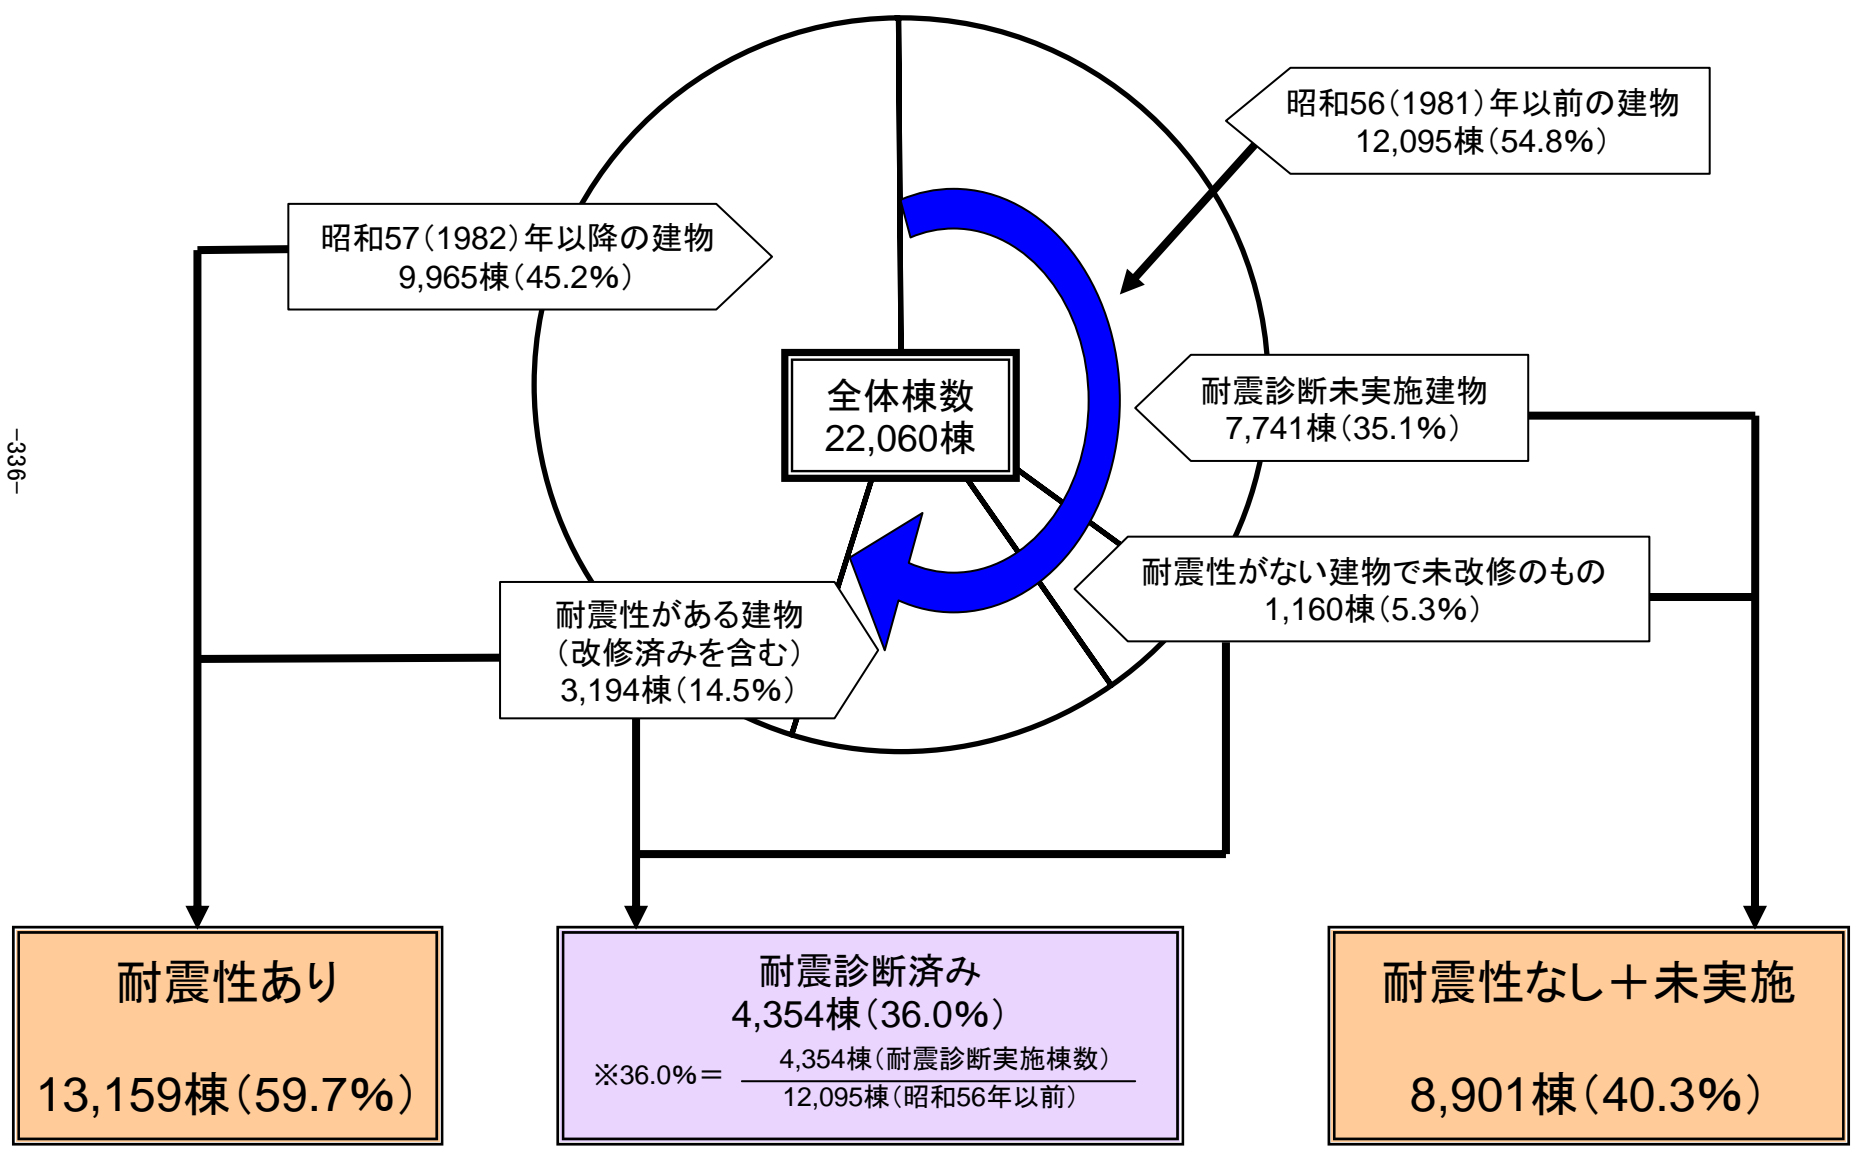 昭和56（1981）年以前の建物
12,095棟（54.8%）
昭和57（1982）年以降の建物
9,965棟（45.2%）
全体棟数
22,060棟
耐震診断未実施建物
7,741棟（35.1%）
耐震性がない建物で未改修のもの
1,160棟（5.3%）
耐震性がある建物
（改修済みを含む）
3,194棟（14.5%）
耐震性あり
13,159棟（59.7%）
耐震診断済み
4,354棟（36.0%）
※36.0%＝
4,354棟（耐震診断実施棟数）
12,095棟（昭和56年以前）
耐震性なし＋未実施
8,901棟（40.3%）
-336-